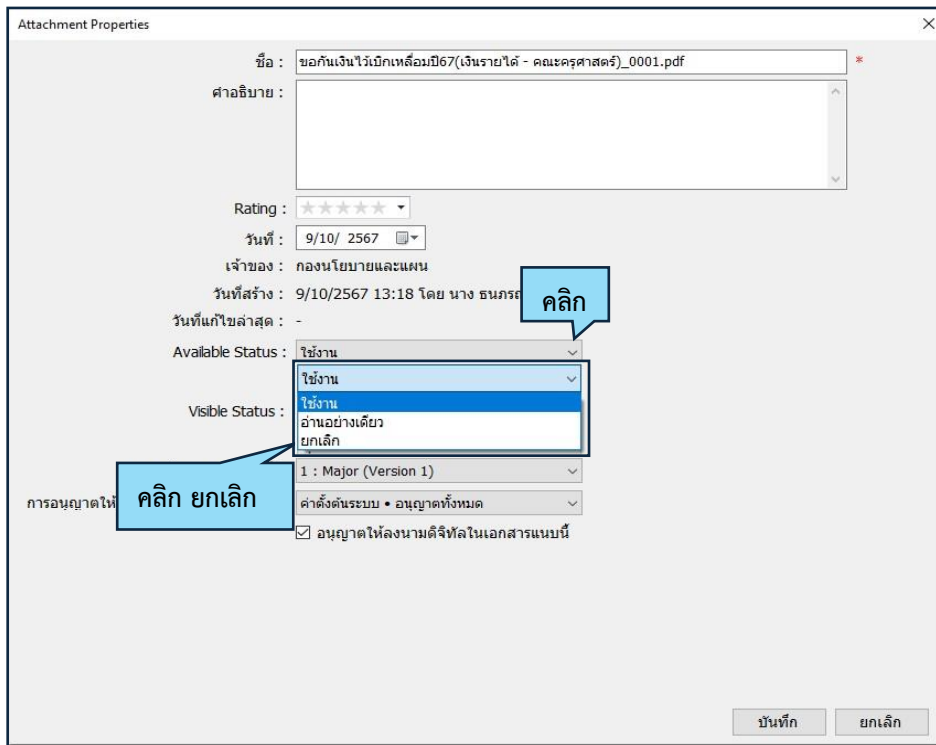 Attachment Properties
ชื่อ : ขอกันเงินไว้เบิกเหลื่อมปี67(เงินรายได้ - คณะครุศาสตร์)_0001.pdf *
คำอธิบาย :
Rating :
วันที่ : 9/10/ 2567
เจ้าของ : กองนโยบายและแผน
วันที่สร้าง : 9/10/2567 13:18 โดย นาง
คลิก
วันที่แก้ไขล่าสุด : -
Available Status : ใช้งาน
ใช้งาน
Visible Status : ใช้งาน
อ่านอย่างเดียว
ยกเลิก
1 : Major (Version 1)
คลิก ยกเลิก
การอนุญาตให้ ค่าตั้งต้นระบบ • อนุญาตทั้งหมด
อนุญาตให้ลงนามดิจิทัลในเอกสารแนบนี้
บันทึก ยกเลิก